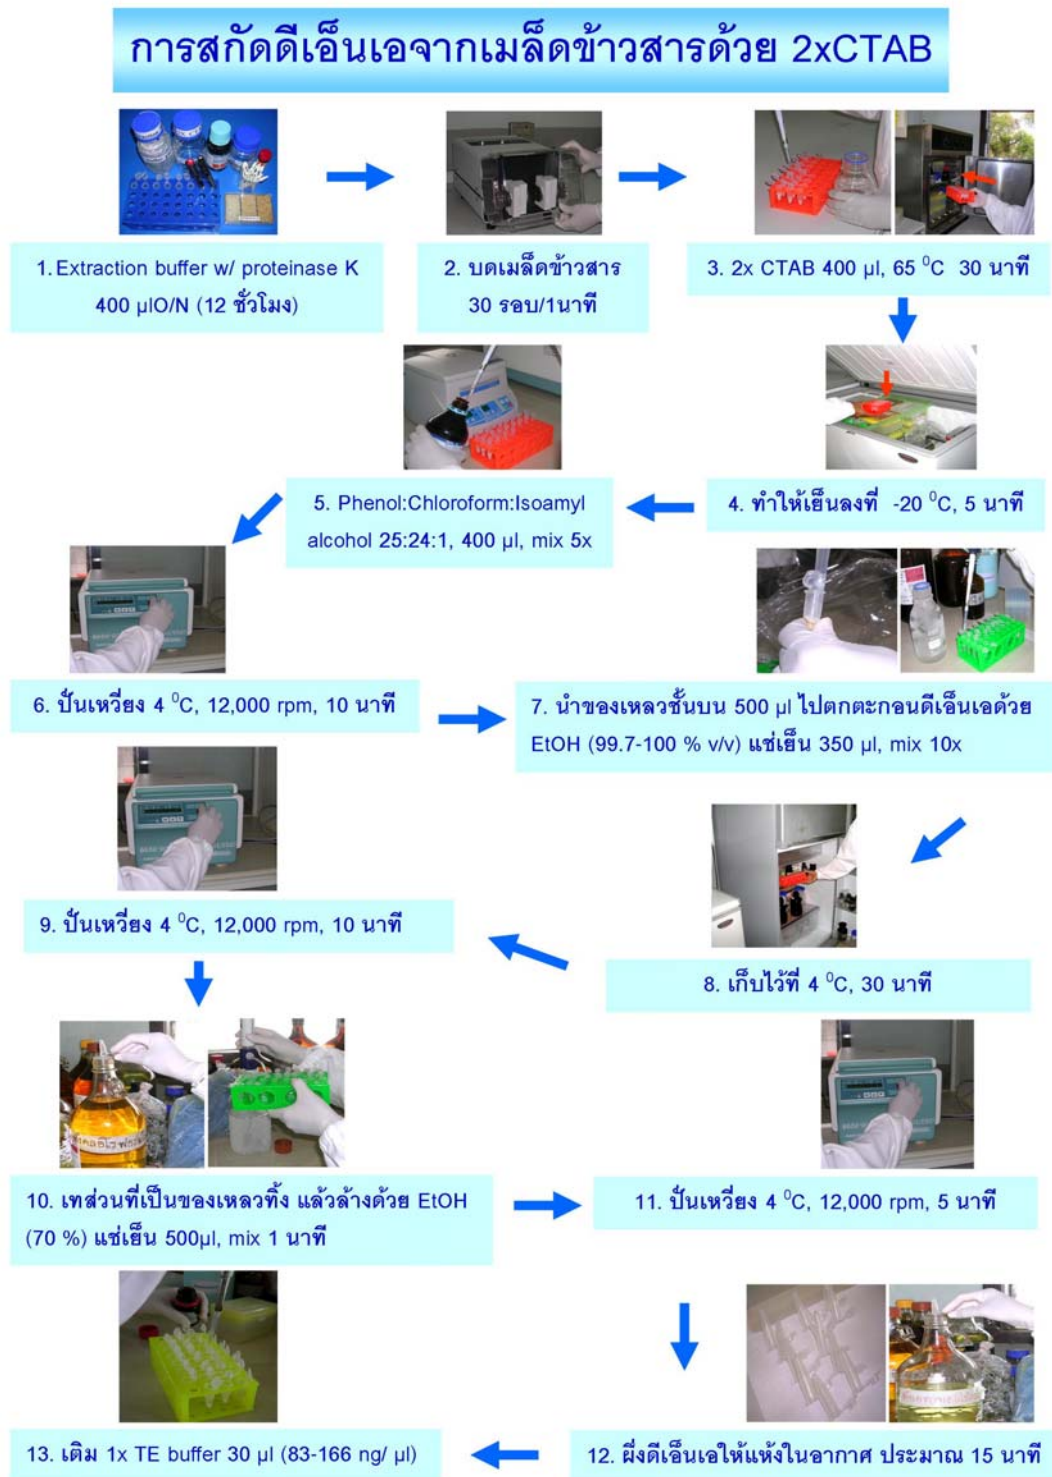 การสกัดดีเอ็นเอจากเมล็ดข้าวสารด้วย 2xCTAB
1. Extraction buffer w/ proteinase K
400 µlO/N (12 ชั่วโมง)
2. บดเมล็ดข้าวสาร
30 รอบ/1นาที
3. 2x CTAB 400 µl, 65 ⁰C 30 นาที
4. ทำให้เย็นลงที่ -20 ⁰C, 5 นาที
5. Phenol:Chloroform:Isoamyl
alcohol 25:24:1, 400 µl, mix 5x
6. ปั่นเหวี่ยง 4 ⁰C, 12,000 rpm, 10 นาที
7. นำของเหลวชั้นบน 500 µl ไปตกตะกอนดีเอ็นเอด้วย
EtOH (99.7-100 % v/v) แช่เย็น 350 µl, mix 10x
8. เก็บไว้ที่ 4 ⁰C, 30 นาที
9. ปั่นเหวี่ยง 4 ⁰C, 12,000 rpm, 10 นาที
10. เทส่วนที่เป็นของเหลวทิ้ง แล้วล้างด้วย EtOH
(70 %) แช่เย็น 500µl, mix 1 นาที
11. ปั่นเหวี่ยง 4 ⁰C, 12,000 rpm, 5 นาที
12. ผึ่งดีเอ็นเอให้แห้งในอากาศ ประมาณ 15 นาที
13. เติม 1x TE buffer 30 µl (83-166 ng/ µl)